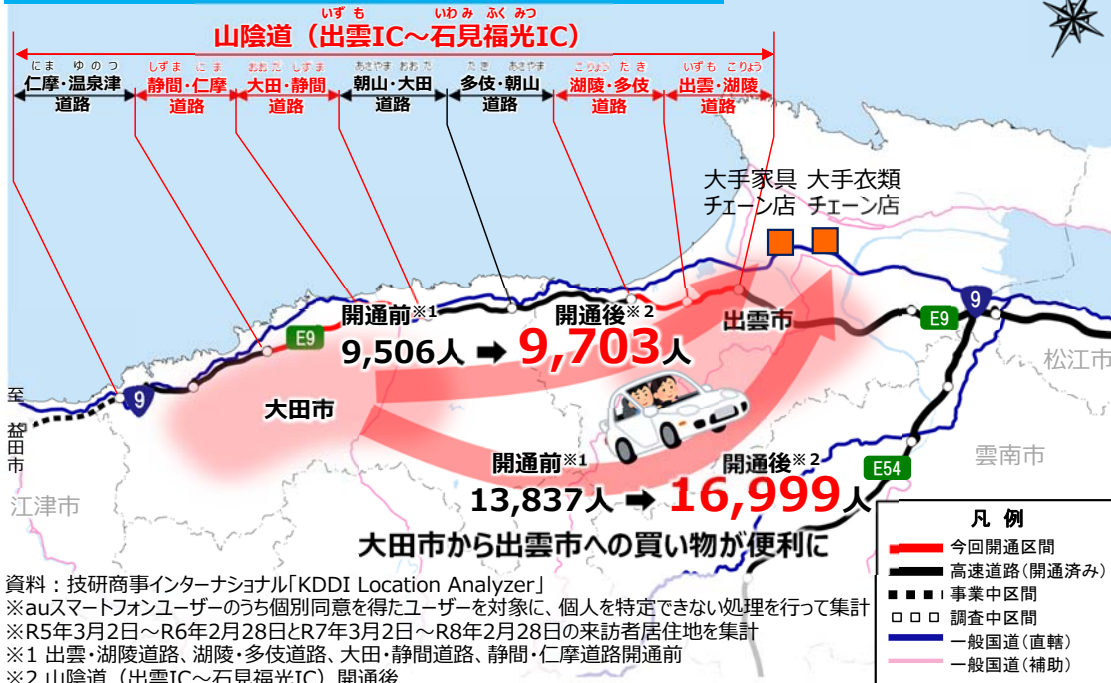 いずも いわみ ふくみつ
山陰道（出雲IC～石見福光IC）
にま ゆのつ
仁摩・温泉津
道路
しずま にま
静間・仁摩
道路
おおだ しずま
大田・静間
道路
あさやま おおだ
朝山・大田
道路
たき あさやま
多伎・朝山
道路
こりょう たき
湖陵・多伎
道路
いずも こりょう
出雲・湖陵
道路
大手家具
チェーン店
大手衣類
チェーン店
開通前※1
開通後※2
9,506人 ➡ 9,703人
出雲市
E9
9
E9
松江市
至 益田市
9
大田市
開通前※1
開通後※2
13,837人 ➡ 16,999人
E54
雲南市
江津市
大田市から出雲市への買い物が便利に
凡 例
今回開通区間
高速道路(開通済み)
事業中区間
調査中区間
一般国道(直轄)
一般国道(補助)
資料：技研商事インターナショナル「KDDI Location Analyzer」
※auスマートフォンユーザーのうち個別同意を得たユーザーを対象に、個人を特定できない処理を行って集計
※R5年3月2日～R6年2月28日とR7年3月2日～R8年2月28日の来訪者居住地を集計
※1 出雲・湖陵道路、湖陵・多伎道路、大田・静間道路、静間・仁摩道路開通前
※2 山陰道（出雲IC～石見福光IC）開通後